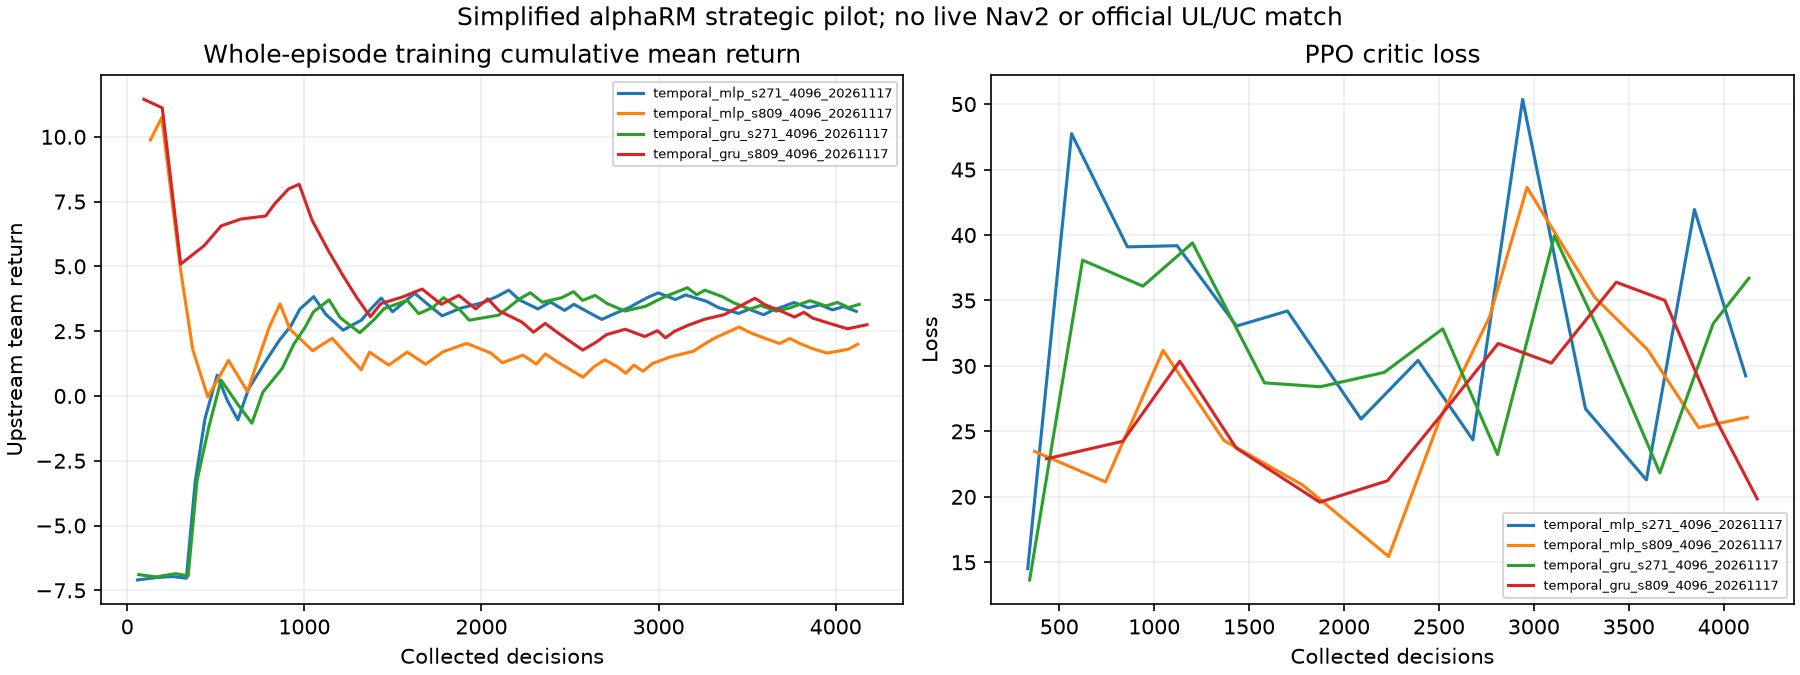 Simplified alphaRM strategic pilot; no live Nav2 or official UL/UC match
Whole-episode training cumulative mean return
temporal_mlp_s271_4096_20261117
temporal_mlp_s809_4096_20261117
temporal_gru_s271_4096_20261117
temporal_gru_s809_4096_20261117
Upstream team return
10.0
7.5
5.0
2.5
0.0
−2.5
−5.0
−7.5
0
1000
2000
3000
4000
Collected decisions
PPO critic loss
Loss
50
45
40
35
30
25
20
15
temporal_mlp_s271_4096_20261117
temporal_mlp_s809_4096_20261117
temporal_gru_s271_4096_20261117
temporal_gru_s809_4096_20261117
500
1000
1500
2000
2500
3000
3500
4000
Collected decisions